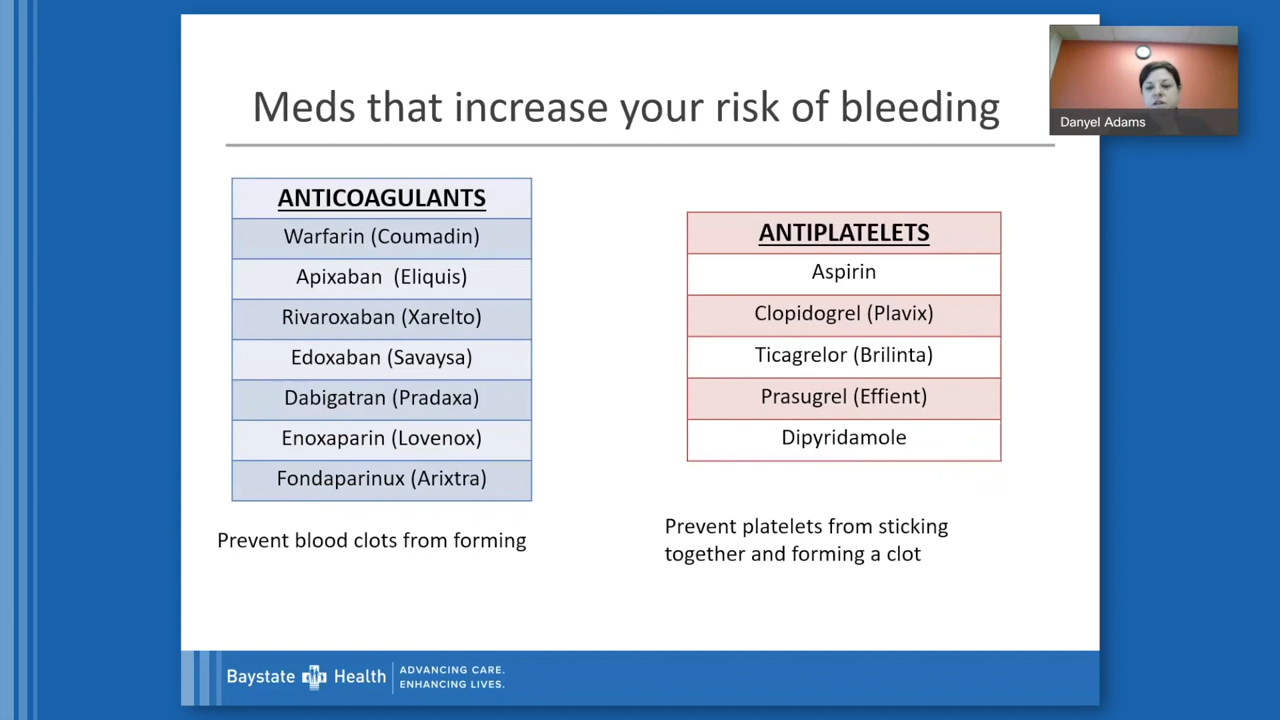 Meds that increase your risk of bleeding
Danyel Adams
ANTICOAGULANTS
Warfarin (Coumadin)
Apixaban (Eliquis)
Rivaroxaban (Xarelto)
Edoxaban (Savaysa)
Dabigatran (Pradaxa)
Enoxaparin (Lovenox)
Fondaparinux (Arixtra)
Prevent blood clots from forming
ANTIPLATELETS
Aspirin
Clopidogrel (Plavix)
Ticagrelor (Brilinta)
Prasugrel (Effient)
Dipyridamole
Prevent platelets from sticking
together and forming a clot
Baystate Health
ADVANCING CARE.
ENHANCING LIVES.